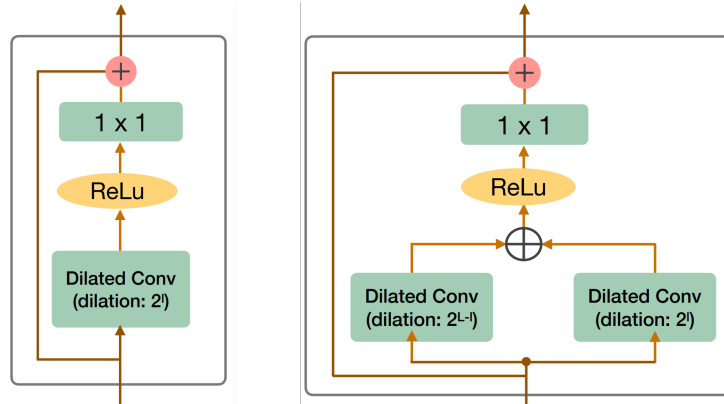 +
1 x 1
ReLu
Dilated Conv
(dilation: 2ˡ)
+
1 x 1
ReLu
Dilated Conv
(dilation: 2ᴸ⁻ˡ)
Dilated Conv
(dilation: 2ˡ)